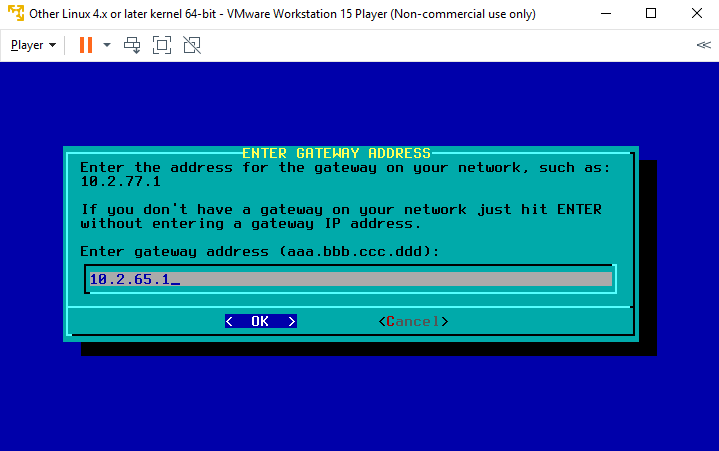 Other Linux 4.x or later kernel 64-bit - VMware Workstation 15 Player (Non-commercial use only)
Player
ENTER GATEWAY ADDRESS
Enter the address for the gateway on your network, such as:
10.2.77.1
If you don't have a gateway on your network just hit ENTER
without entering a gateway IP address.
Enter gateway address (aaa.bbb.ccc.ddd):
10.2.65.1_
< OK > <Cancel>